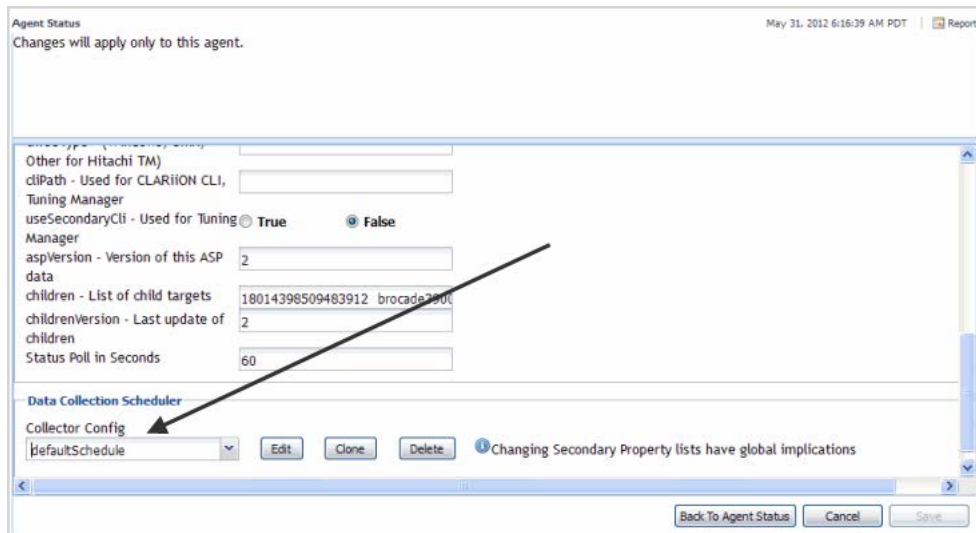 Agent Status
May 31, 2012 6:16:39 AM PDT | Report
Changes will apply only to this agent.
Other for Hitachi TM)
cliPath - Used for CLARiiON CLI,
Tuning Manager
useSecondaryCli - Used for Tuning True False
Manager
aspVersion - Version of this ASP 2
data
children - List of child targets 18014398509483912 brocade3900
childrenVersion - Last update of 2
children
Status Poll in Seconds 60
Data Collection Scheduler
Collector Config
defaultSchedule Edit Clone Delete Changing Secondary Property lists have global implications
Back To Agent Status Cancel Save